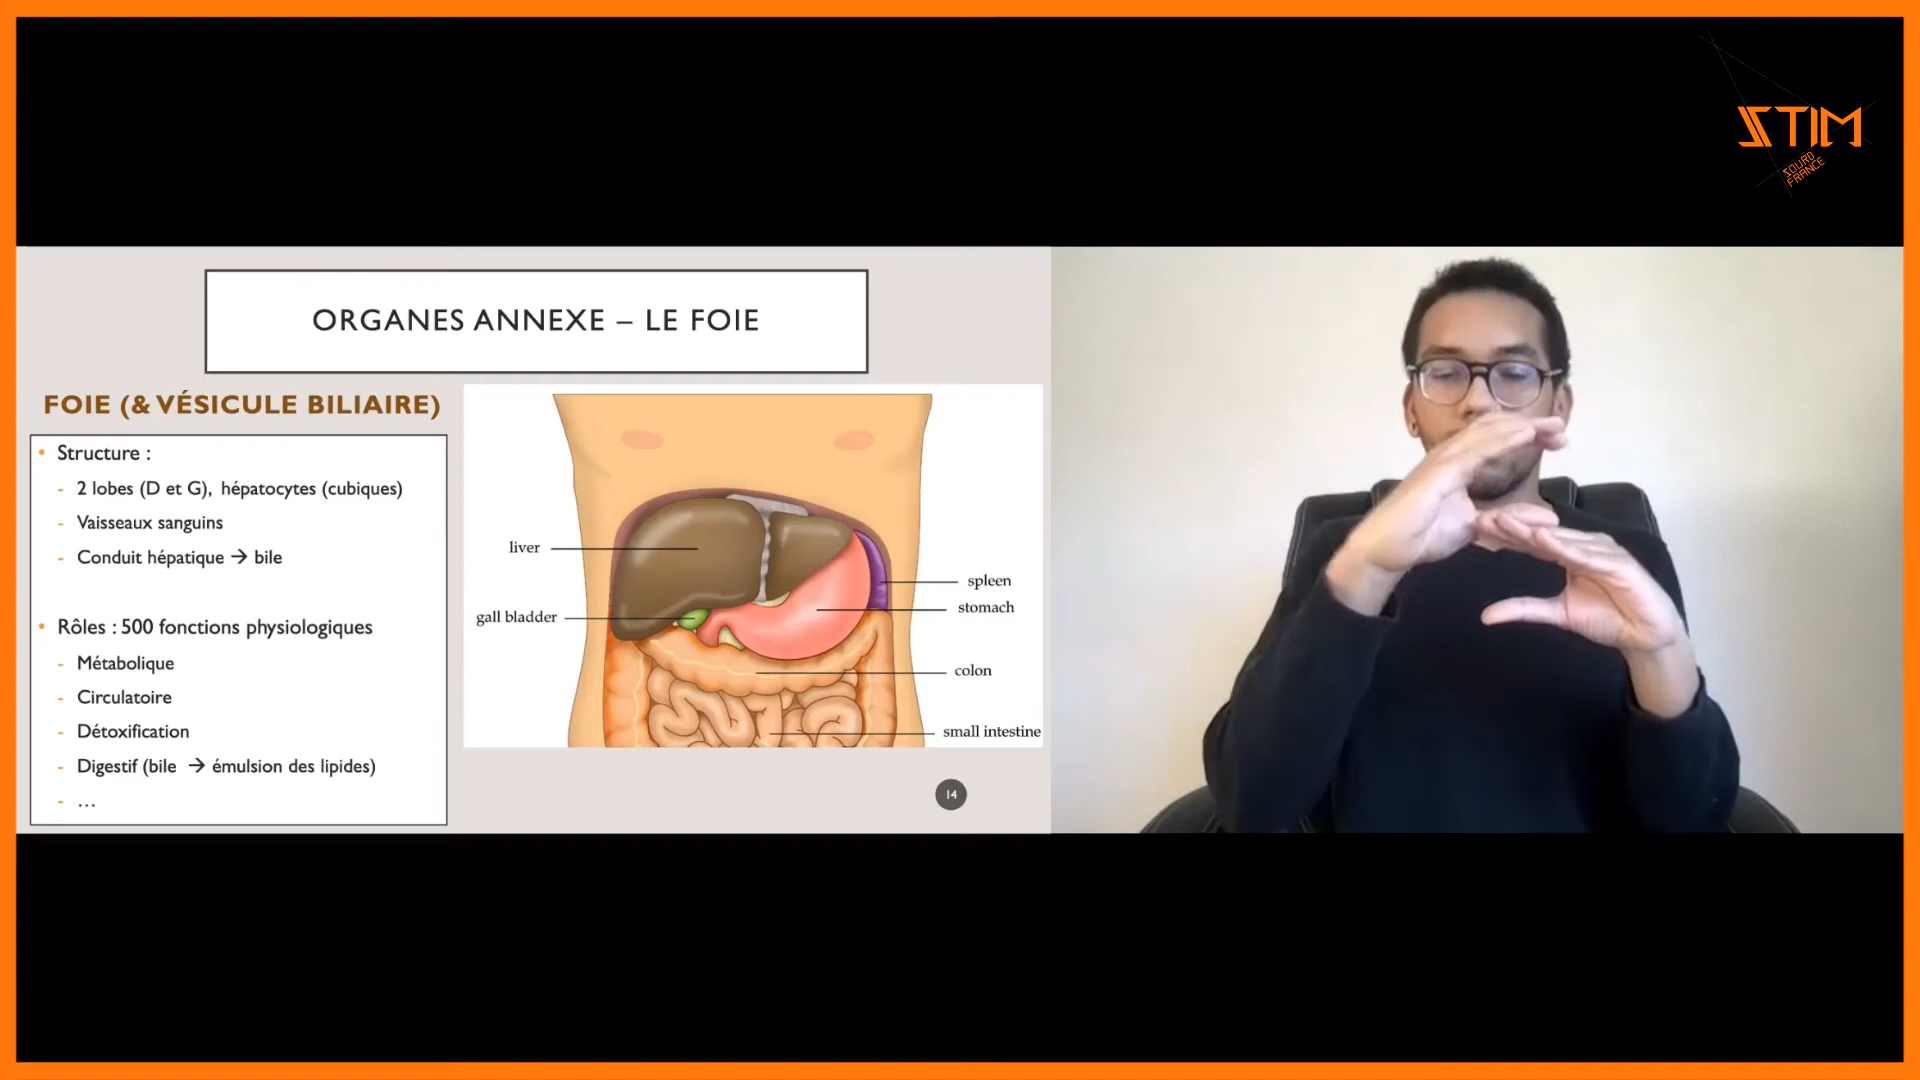 STIM
SOURD
FRANCE
ORGANES ANNEXE – LE FOIE
FOIE (& VÉSICULE BILIAIRE)
• Structure :
- 2 lobes (D et G), hépatocytes (cubiques)
- Vaisseaux sanguins
- Conduit hépatique → bile
• Rôles : 500 fonctions physiologiques
- Métabolique
- Circulatoire
- Détoxification
- Digestif (bile → émulsion des lipides)
- …
liver
gall bladder
spleen
stomach
colon
small intestine
14